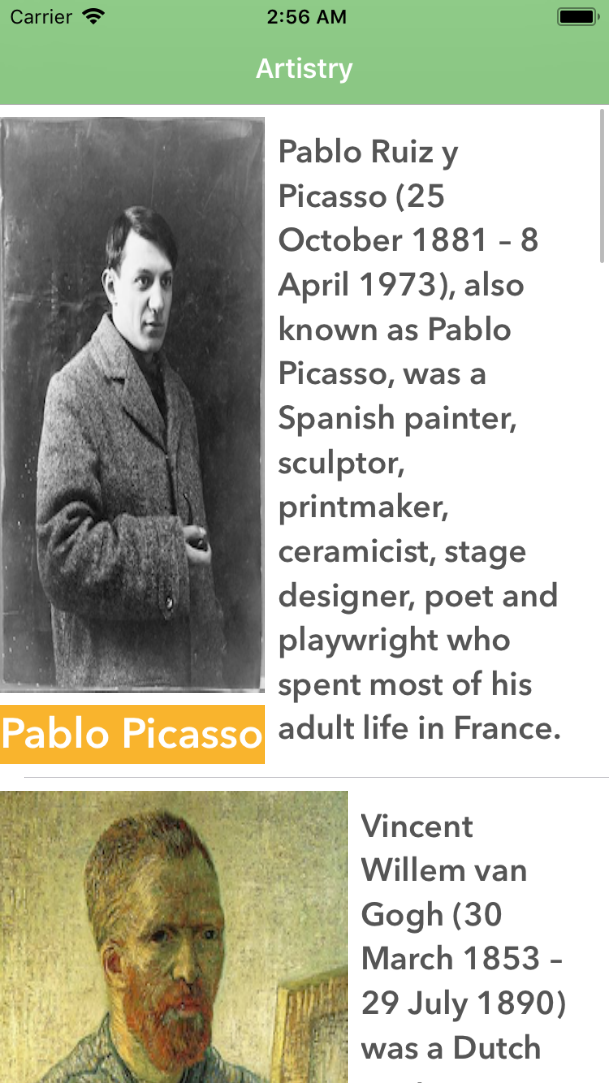 Carrier
2:56 AM
Artistry
Pablo Ruiz y
Picasso (25
October 1881 – 8
April 1973), also
known as Pablo
Picasso, was a
Spanish painter,
sculptor,
printmaker,
ceramicist, stage
designer, poet and
playwright who
spent most of his
adult life in France.
Pablo Picasso
Vincent
Willem van
Gogh (30
March 1853 –
29 July 1890)
was a Dutch